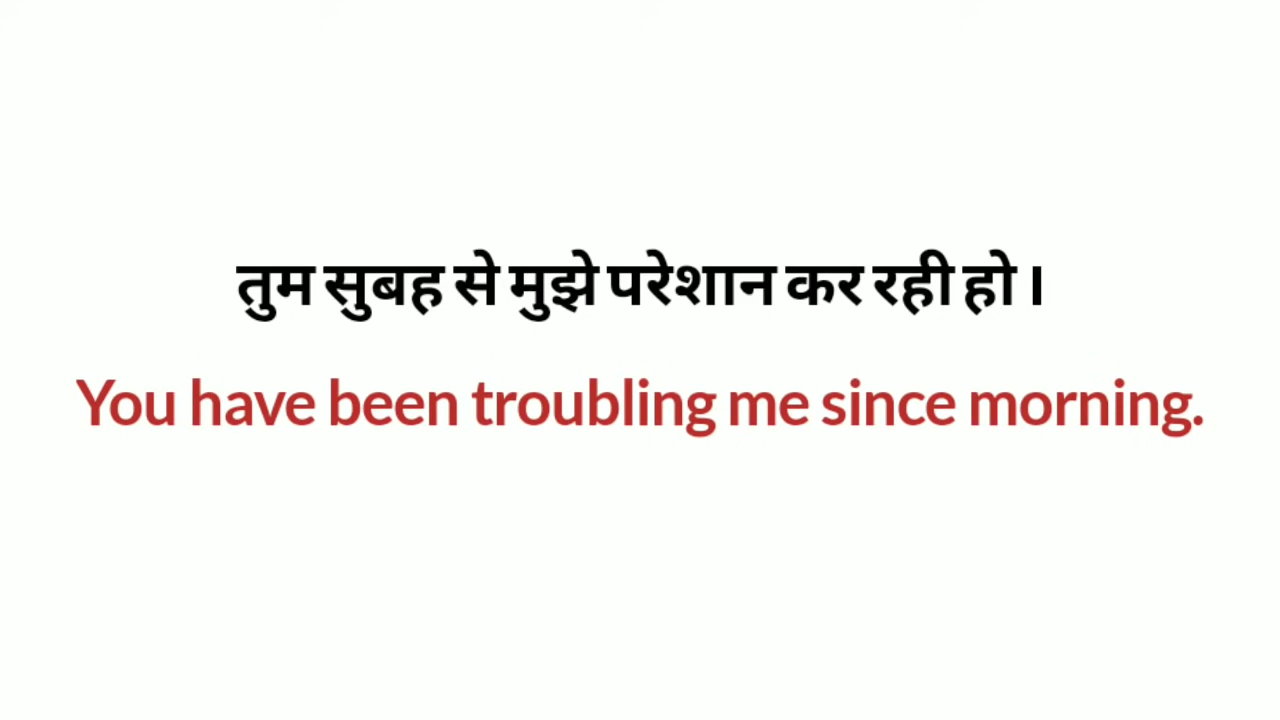 तुम सुबह से मुझे परेशान कर रही हो ।
You have been troubling me since morning.